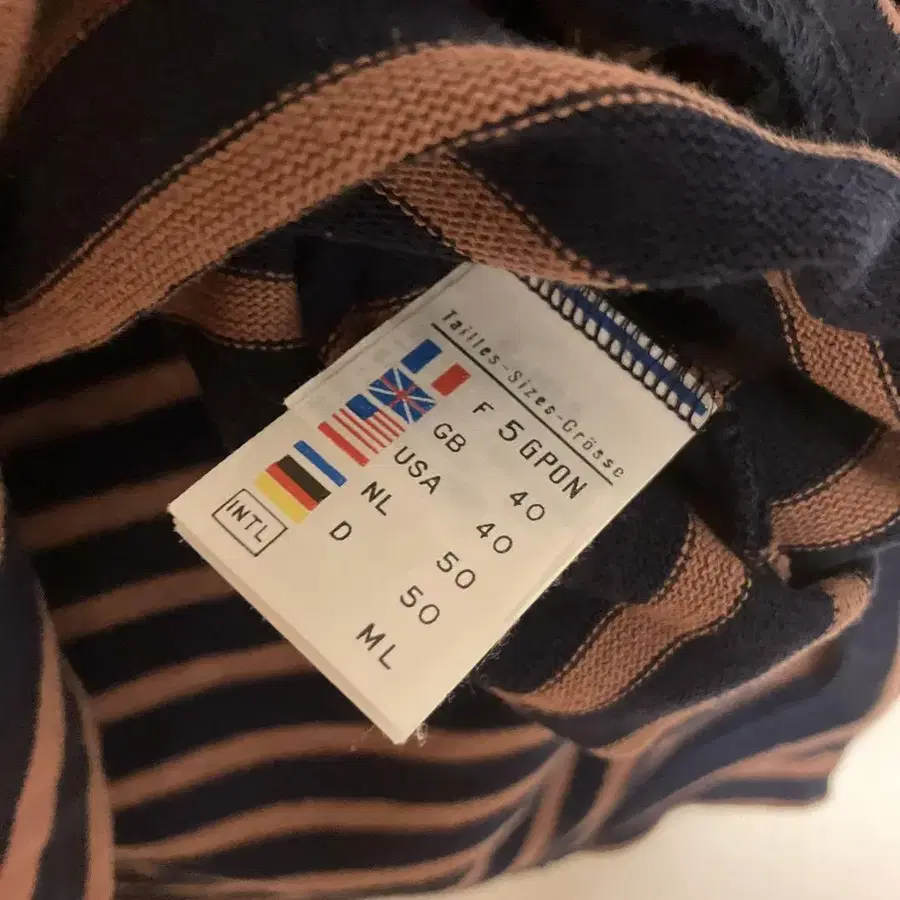 Tailles-Sizes-Grösse
F 5GPON
GB 40
USA 40
NL 50
D 50
INTL ML